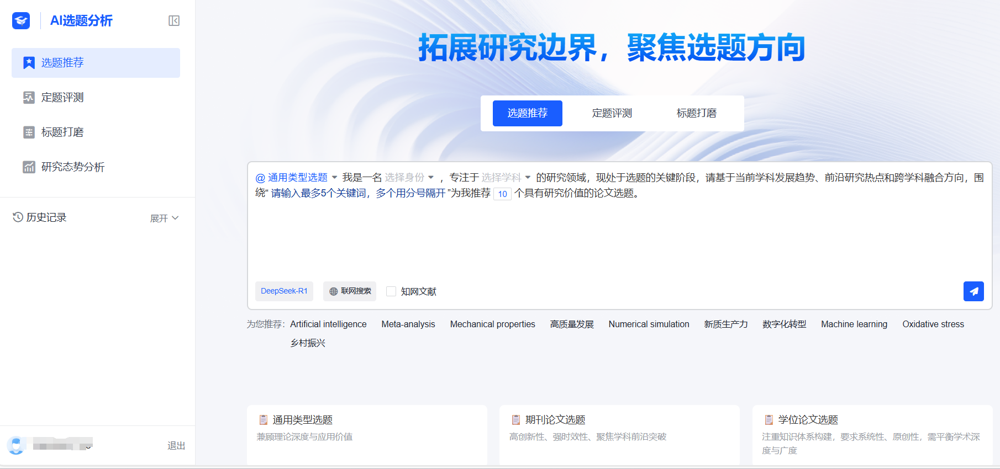 AI选题分析
选题推荐
定题评测
标题打磨
研究态势分析
历史记录
展开
退出
拓展研究边界，聚焦选题方向
选题推荐 定题评测 标题打磨
@ 通用类型选题 我是一名 选择身份 ，专注于 选择学科 的研究领域，现处于选题的关键阶段，请基于当前学科发展趋势、前沿研究热点和跨学科融合方向，围
绕“ 请输入最多5个关键词，多个用分号隔开 ”为我推荐 10 个具有研究价值的论文选题。
DeepSeek-R1 联网搜索 知网文献
为您推荐： Artificial intelligence Meta-analysis Mechanical properties 高质量发展 Numerical simulation 新质生产力 数字化转型 Machine learning Oxidative stress
乡村振兴
通用类型选题
兼顾理论深度与应用价值
期刊论文选题
高创新性、强时效性、聚焦学科前沿突破
学位论文选题
注重知识体系构建，要求系统性、原创性，需平衡学术深
度与广度